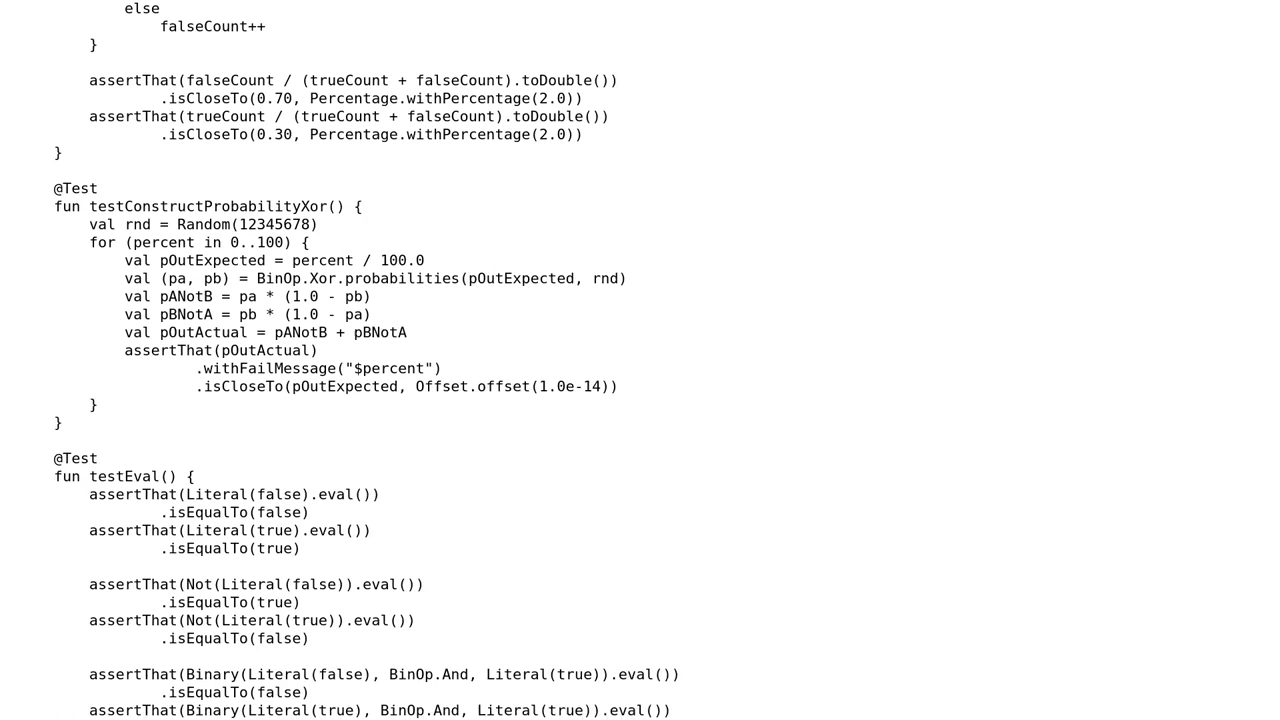 else
            falseCount++
    }

    assertThat(falseCount / (trueCount + falseCount).toDouble())
            .isCloseTo(0.70, Percentage.withPercentage(2.0))
    assertThat(trueCount / (trueCount + falseCount).toDouble())
            .isCloseTo(0.30, Percentage.withPercentage(2.0))
}

@Test
fun testConstructProbabilityXor() {
    val rnd = Random(12345678)
    for (percent in 0..100) {
        val pOutExpected = percent / 100.0
        val (pa, pb) = BinOp.Xor.probabilities(pOutExpected, rnd)
        val pANotB = pa * (1.0 - pb)
        val pBNotA = pb * (1.0 - pa)
        val pOutActual = pANotB + pBNotA
        assertThat(pOutActual)
                .withFailMessage("$percent")
                .isCloseTo(pOutExpected, Offset.offset(1.0e-14))
    }
}

@Test
fun testEval() {
    assertThat(Literal(false).eval())
            .isEqualTo(false)
    assertThat(Literal(true).eval())
            .isEqualTo(true)

    assertThat(Not(Literal(false)).eval())
            .isEqualTo(true)
    assertThat(Not(Literal(true)).eval())
            .isEqualTo(false)

    assertThat(Binary(Literal(false), BinOp.And, Literal(true)).eval())
            .isEqualTo(false)
    assertThat(Binary(Literal(true), BinOp.And, Literal(true)).eval())